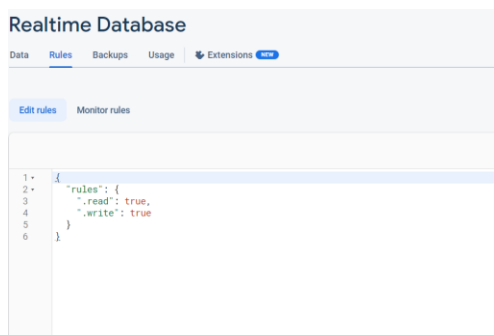 Realtime Database
Data Rules Backups Usage Extensions NEW
Edit rules Monitor rules
1 {
2 "rules": {
3 ".read": true,
4 ".write": true
5 }
6 }